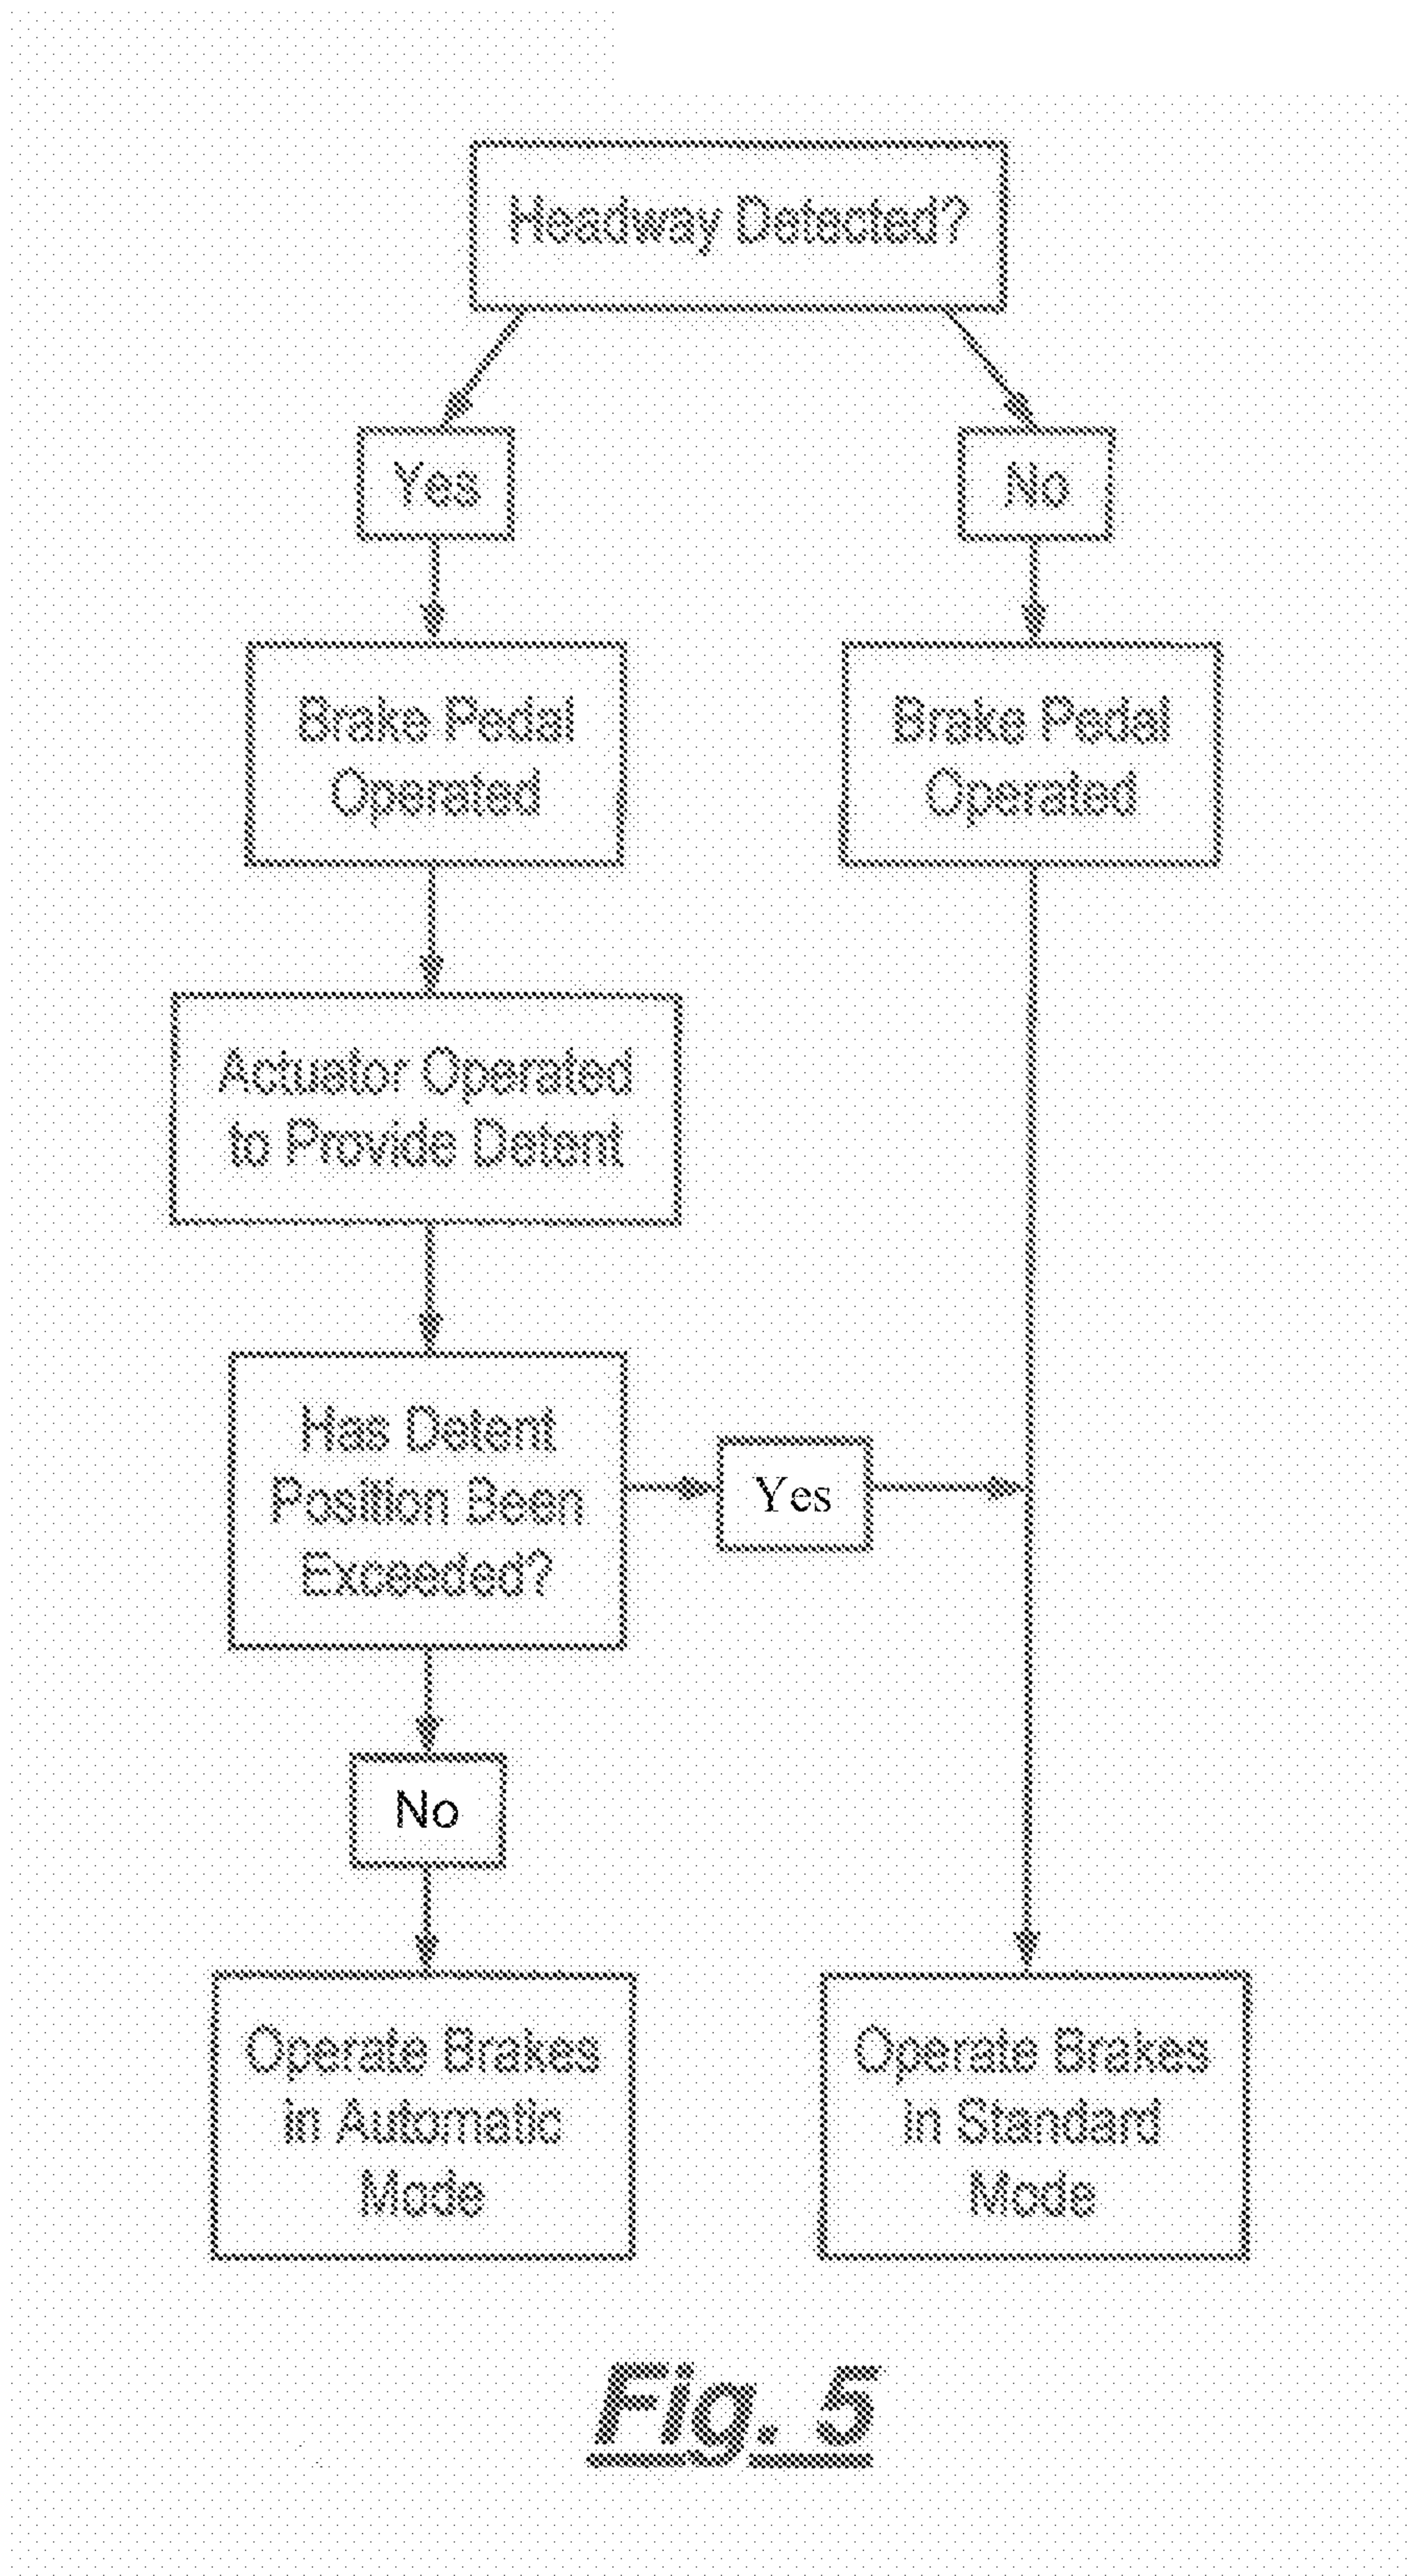 Headway Detected?
Yes
No
Brake Pedal
Operated
Brake Pedal
Operated
Actuator Operated
to Provide Detent
Has Detent
Position Been
Exceeded?
Yes
No
Operate Brakes
in Automatic
Mode
Operate Brakes
in Standard
Mode
Fig. 5